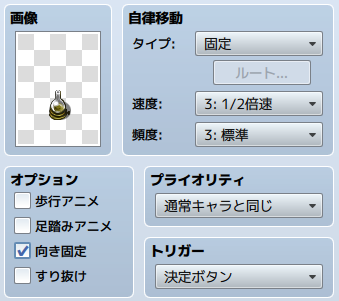 画像
自律移動
タイプ: 固定
ルート...
速度: 3: 1/2倍速
頻度: 3: 標準
オプション
歩行アニメ
足踏みアニメ
向き固定
すり抜け
プライオリティ
通常キャラと同じ
トリガー
決定ボタン